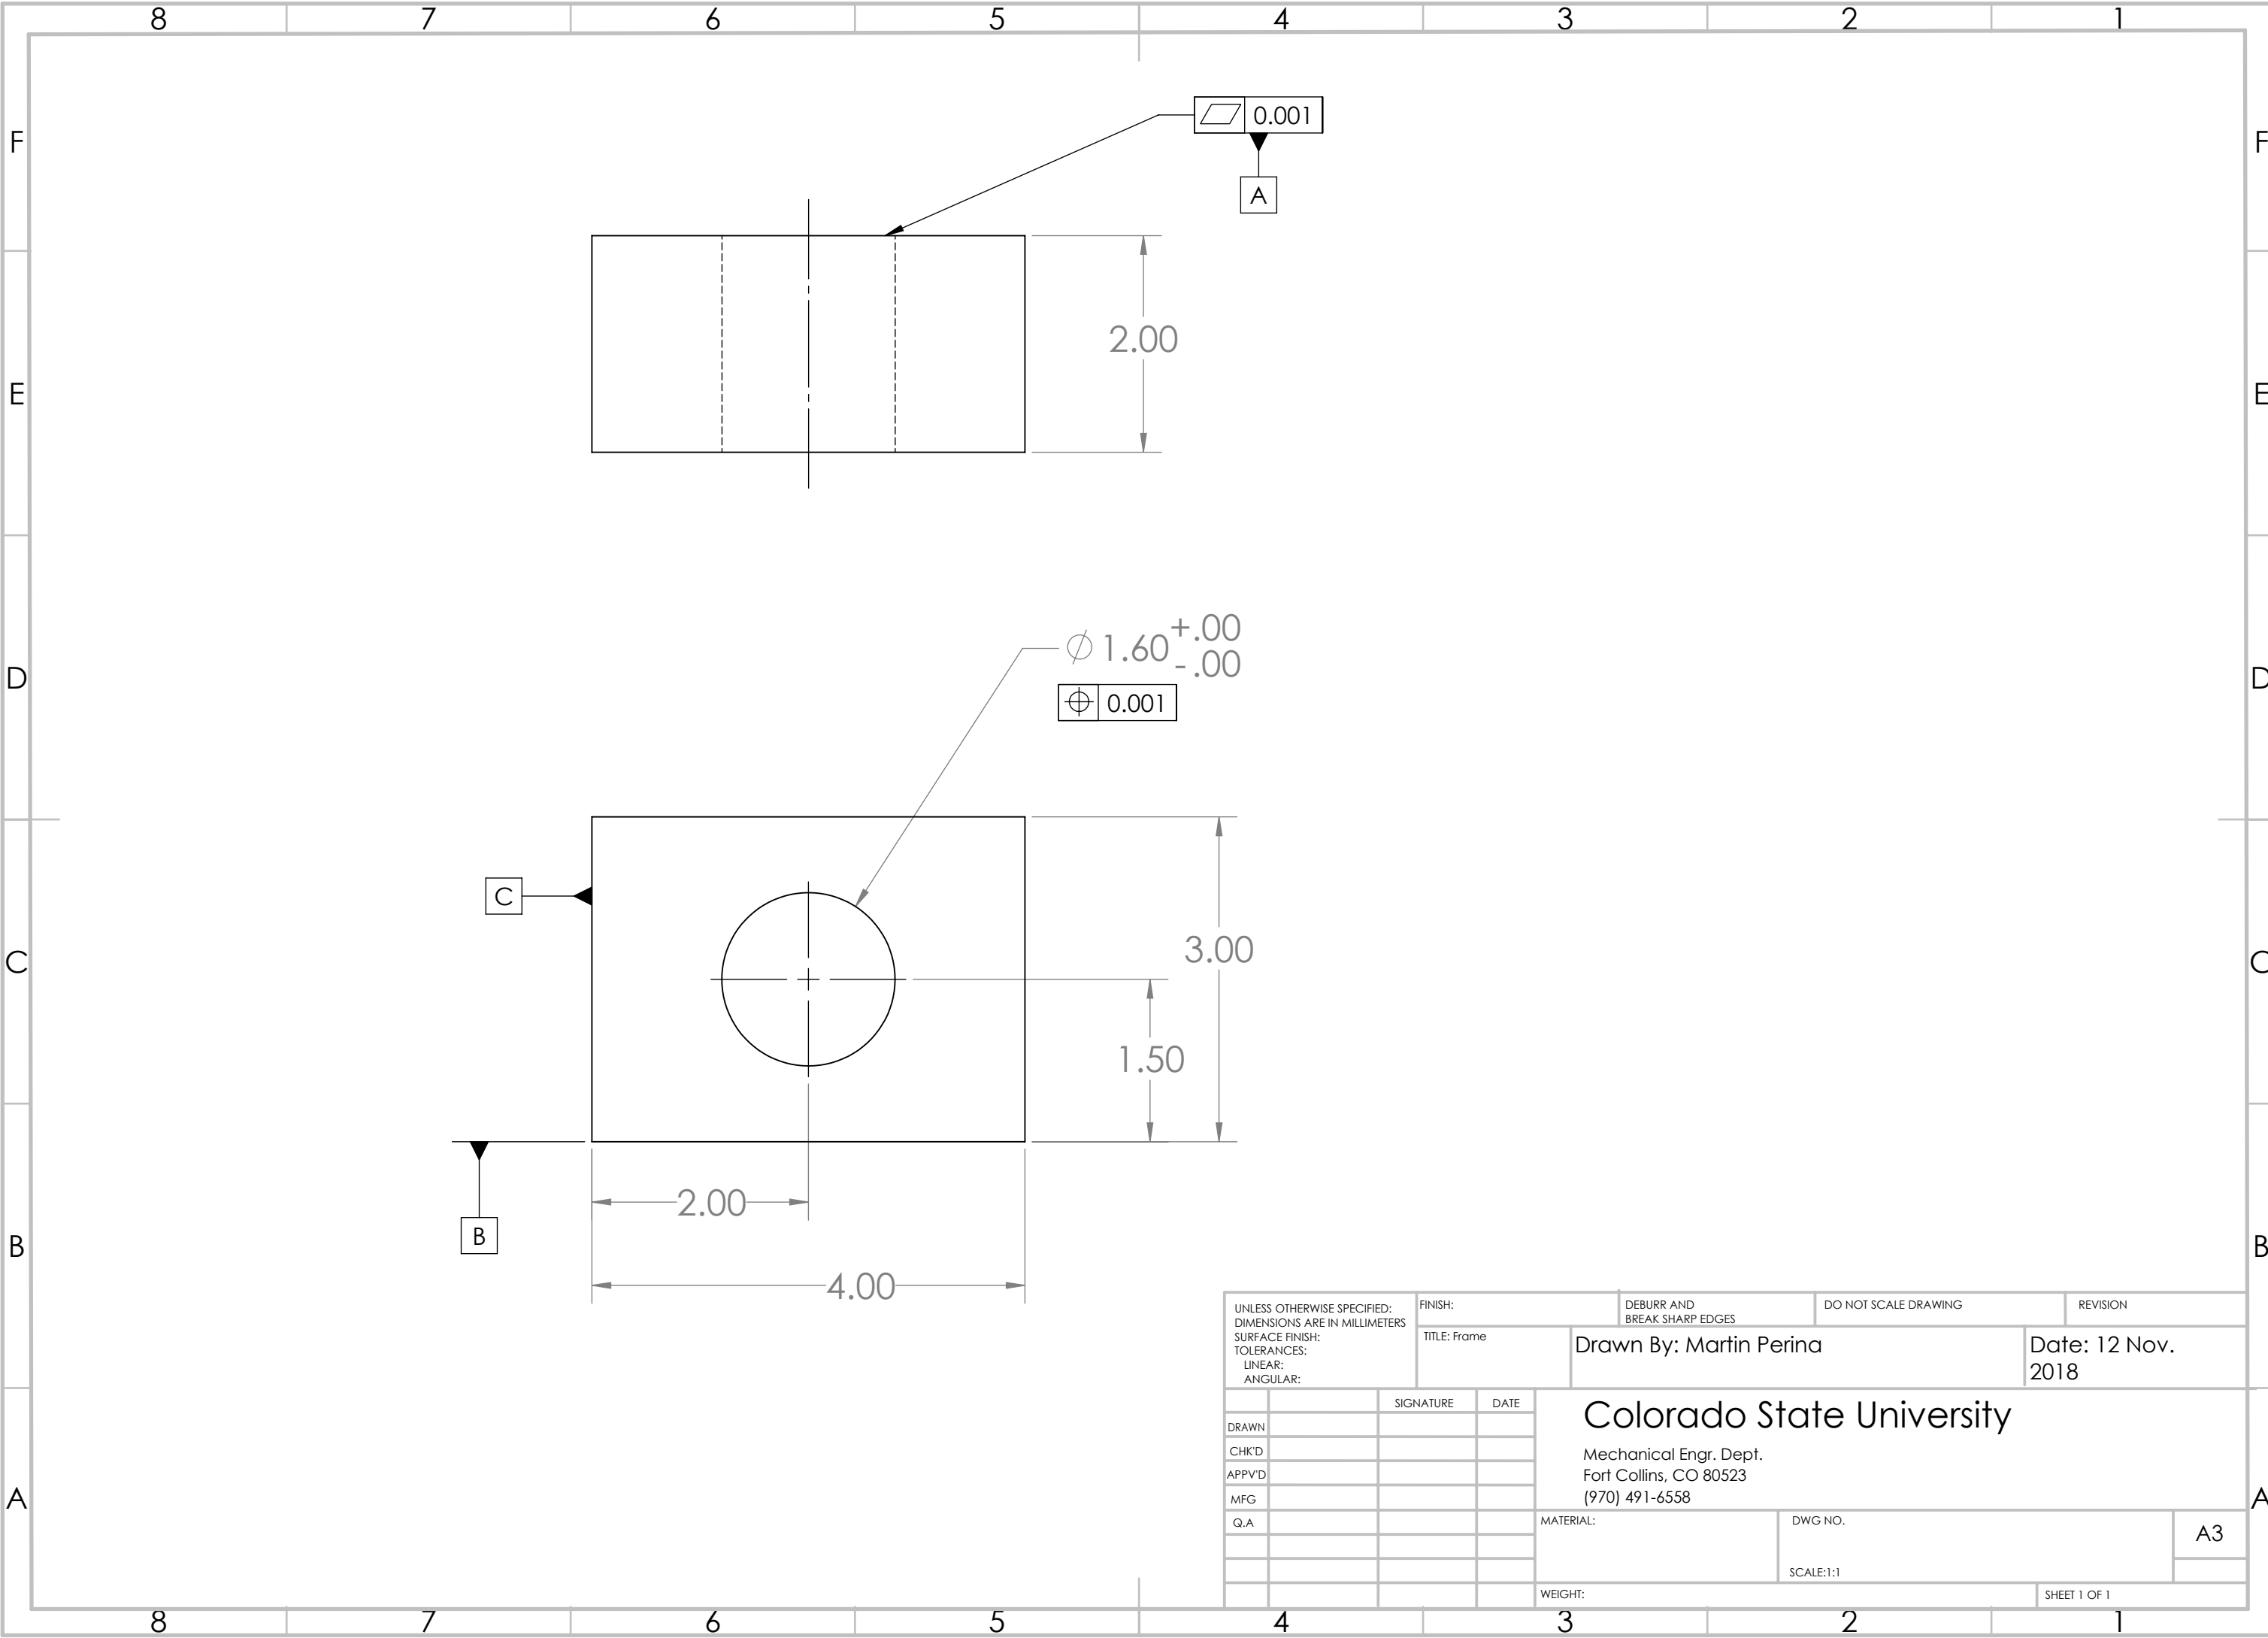 8 7 6 5 4 3 2 1
F F
0.001
A
E E
2.00
D D
⌀ 1.60 +.00
-.00
⌖ 0.001
C
3.00
C C
1.50
2.00
B
B B
4.00
UNLESS OTHERWISE SPECIFIED:
DIMENSIONS ARE IN MILLIMETERS
SURFACE FINISH:
TOLERANCES:
LINEAR:
ANGULAR:
FINISH:
DEBURR AND
BREAK SHARP EDGES
DO NOT SCALE DRAWING
REVISION
TITLE: Frame
Drawn By: Martin Perina
Date: 12 Nov.
2018
SIGNATURE DATE
DRAWN
CHK'D
APPV'D
MFG
Q.A
Colorado State University
Mechanical Engr. Dept.
Fort Collins, CO 80523
(970) 491-6558
A A
MATERIAL:
DWG NO.
A3
SCALE:1:1
WEIGHT:
SHEET 1 OF 1
8 7 6 5 4 3 2 1